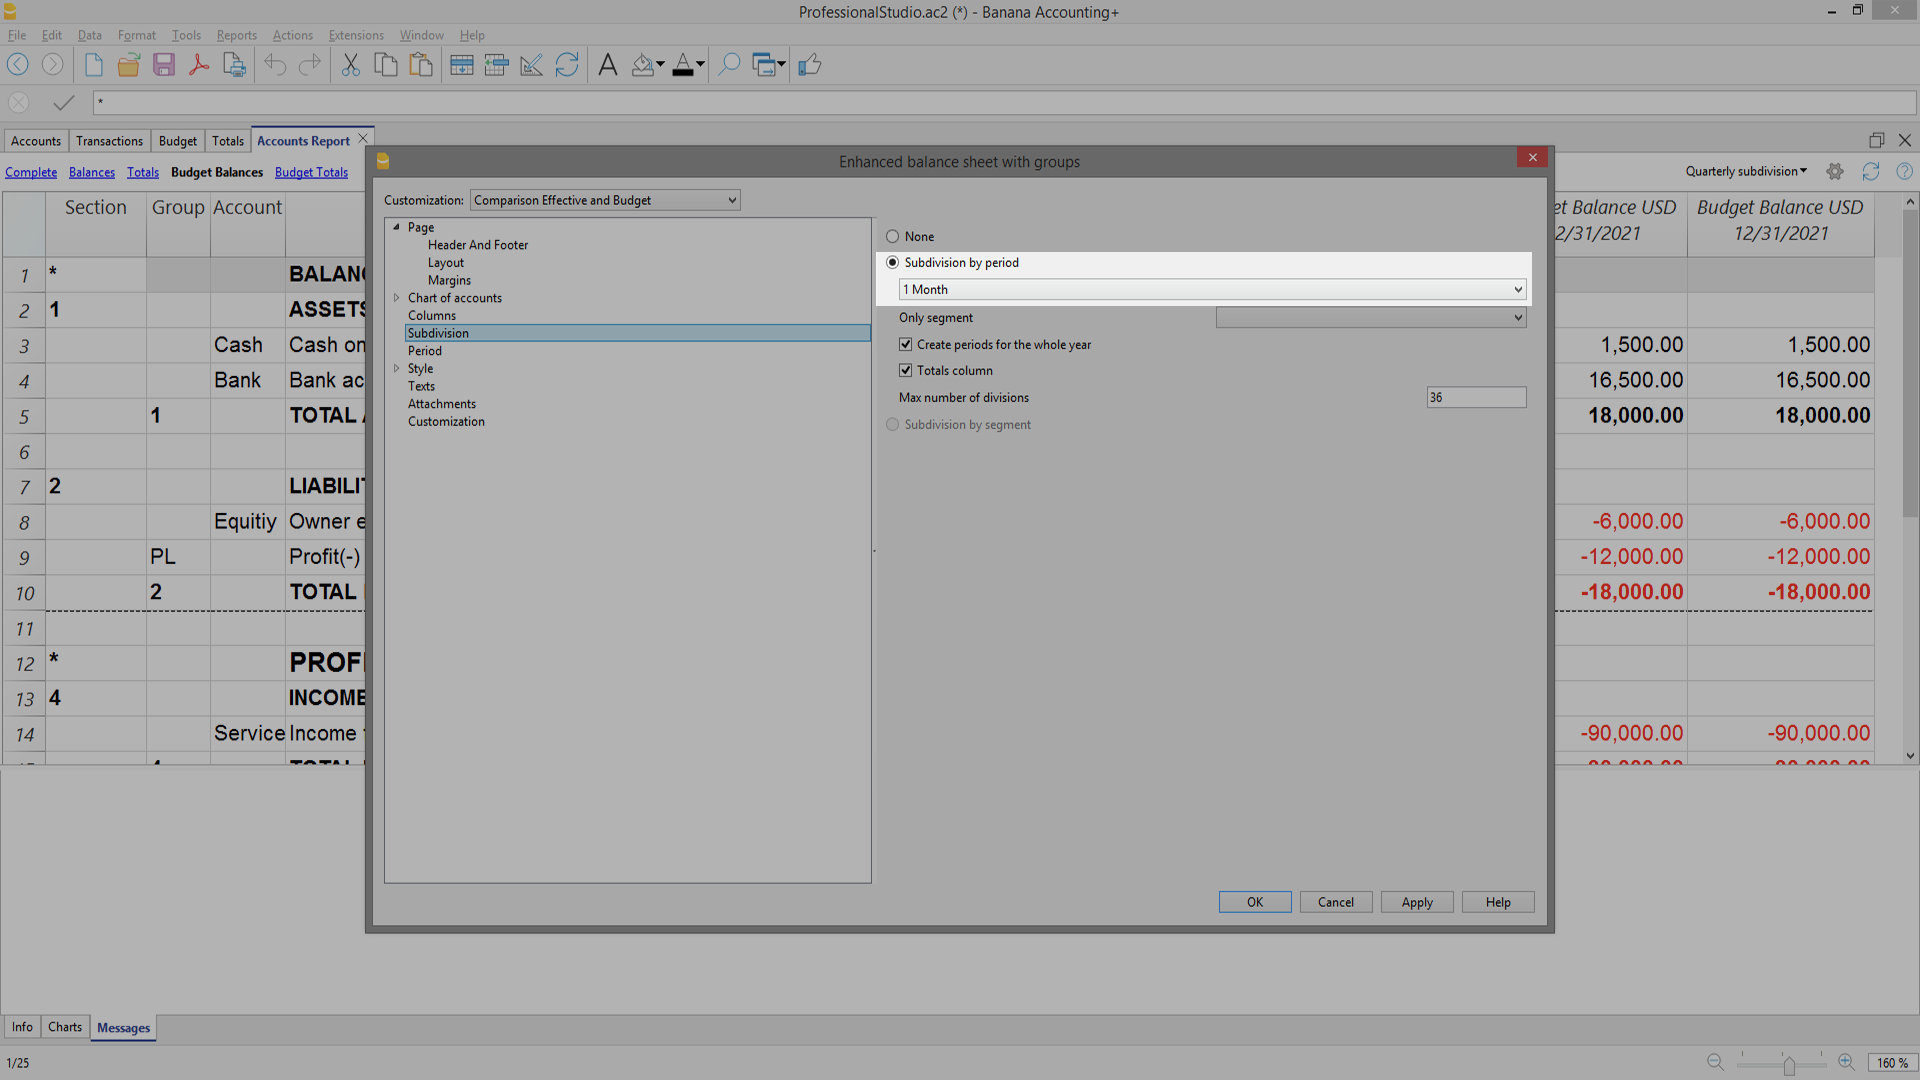 ProfessionalStudio.ac2 (*) - Banana Accounting+
File Edit Data Format Tools Reports Actions Extensions Window Help
*
Accounts Transactions Budget Totals Accounts Report
Complete Balances Totals Budget Balances Budget Totals
Quarterly subdivision
Enhanced balance sheet with groups
Customization: Comparison Effective and Budget
Page
Header And Footer
Layout
Margins
Chart of accounts
Columns
Subdivision
Period
Style
Texts
Attachments
Customization
None
Subdivision by period
1 Month
Only segment
Create periods for the whole year
Totals column
Max number of divisions 36
Subdivision by segment
OK Cancel Apply Help
Section Group Account et Balance USD Budget Balance USD
2/31/2021 12/31/2021
1 * BALAN
2 1 ASSETS
3 Cash Cash on 1,500.00 1,500.00
4 Bank Bank ac 16,500.00 16,500.00
5 1 TOTAL 18,000.00 18,000.00
6
7 2 LIABILI
8 Equitiy Owner e -6,000.00 -6,000.00
9 PL Profit(-) -12,000.00 -12,000.00
10 2 TOTAL -18,000.00 -18,000.00
11
12 * PROF
13 4 INCOME
14 Service Income -90,000.00 -90,000.00
Info Charts Messages
1/25
160 %